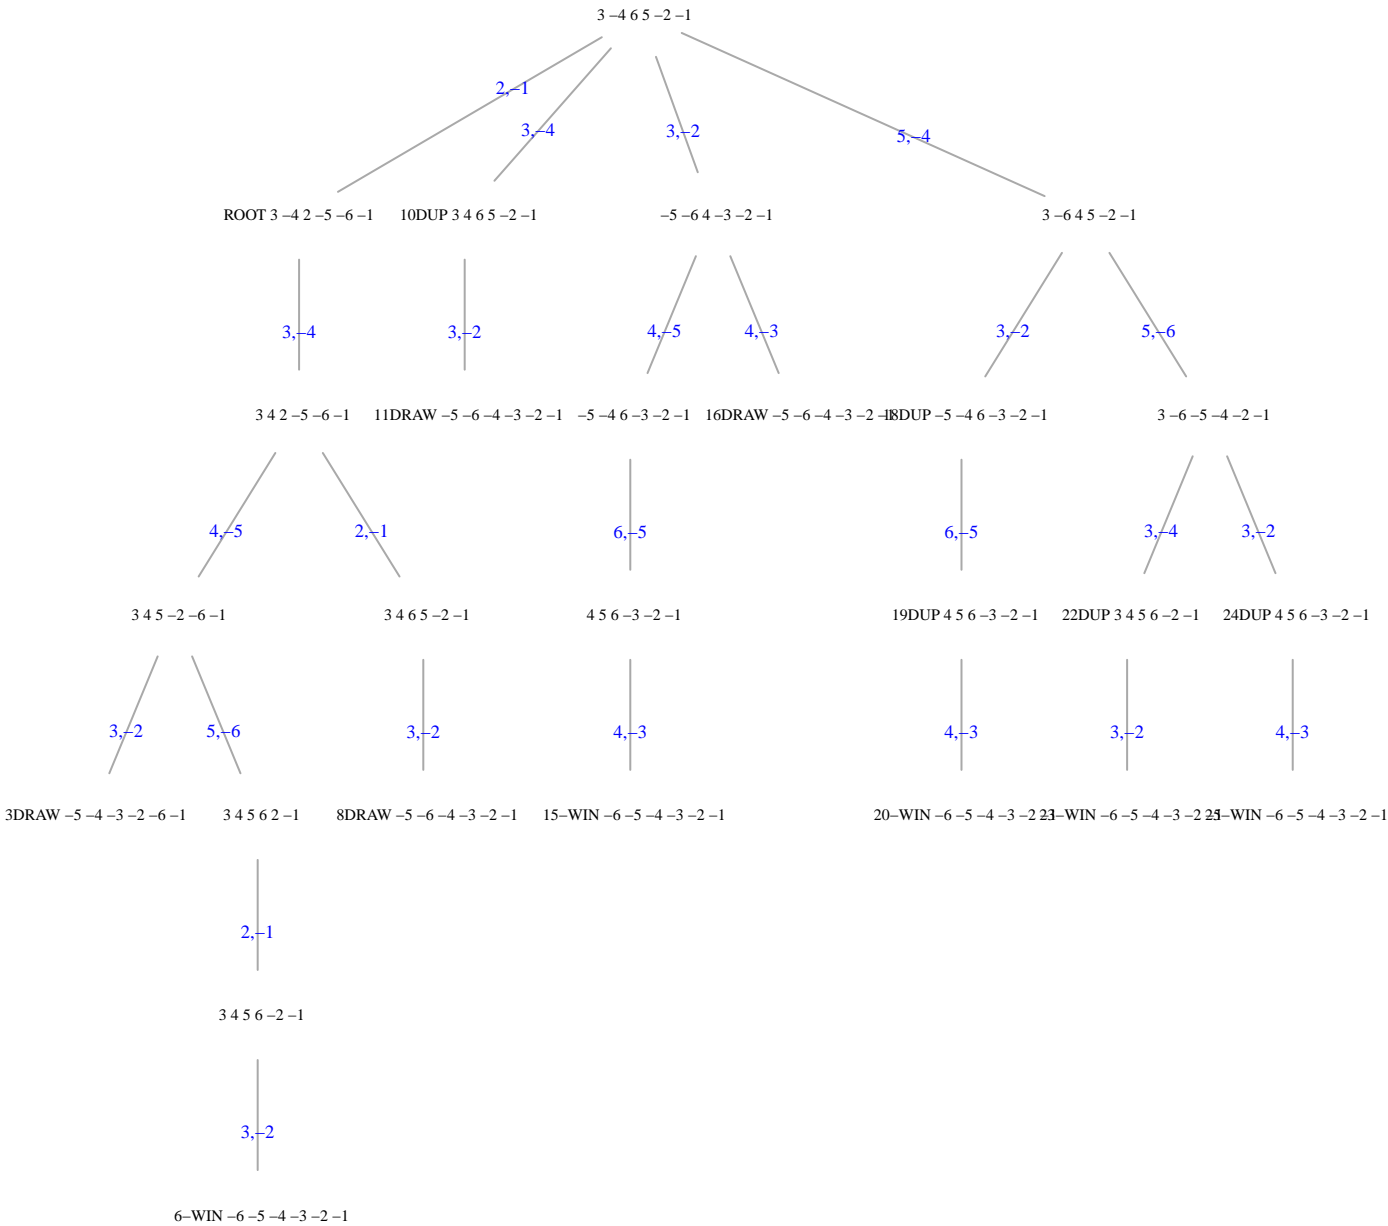 3 –4 6 5 –2 –1
2,–1
3,–4
3,–2
5,–4
ROOT 3 –4 2 –5 –6 –1
10DUP 3 4 6 5 –2 –1
–5 –6 4 –3 –2 –1
3 –6 4 5 –2 –1
3,–4
3,–2
4,–5
4,–3
3,–2
5,–6
3 4 2 –5 –6 –1
11DRAW –5 –6 –4 –3 –2 –1
–5 –4 6 –3 –2 –1
16DRAW –5 –6 –4 –3 –2 –1
18DUP –5 –4 6 –3 –2 –1
3 –6 –5 –4 –2 –1
4,–5
2,–1
6,–5
6,–5
3,–4
3,–2
3 4 5 –2 –6 –1
3 4 6 5 –2 –1
4 5 6 –3 –2 –1
19DUP 4 5 6 –3 –2 –1
22DUP 3 4 5 6 –2 –1
24DUP 4 5 6 –3 –2 –1
3,–2
5,–6
3,–2
4,–3
4,–3
3,–2
4,–3
3DRAW –5 –4 –3 –2 –6 –1
3 4 5 6 2 –1
8DRAW –5 –6 –4 –3 –2 –1
15–WIN –6 –5 –4 –3 –2 –1
20–WIN –6 –5 –4 –3 –2 –1
23–WIN –6 –5 –4 –3 –2 –1
25–WIN –6 –5 –4 –3 –2 –1
2,–1
3 4 5 6 –2 –1
3,–2
6–WIN –6 –5 –4 –3 –2 –1